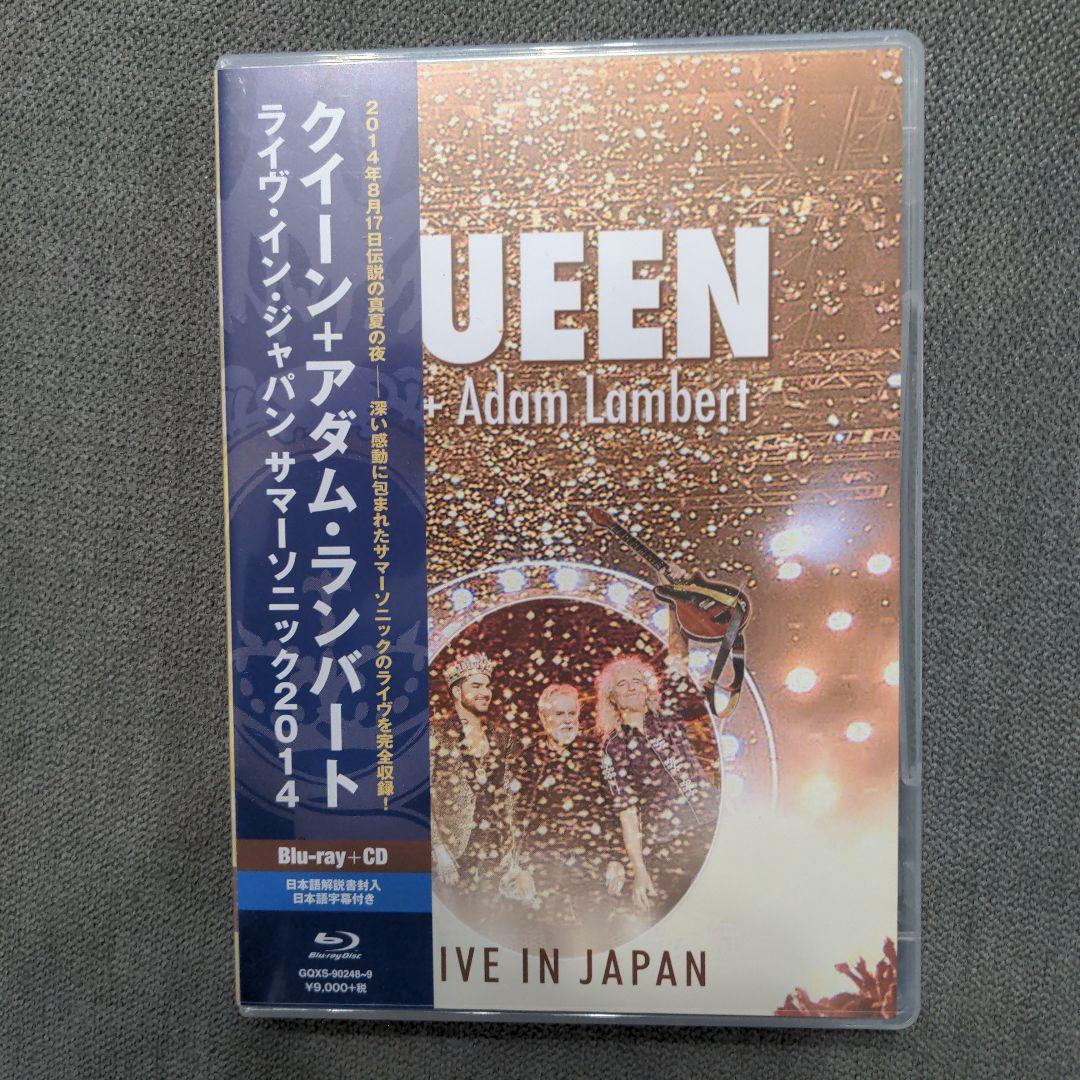 2014年8月17日伝説の真夏の夜──深い感動に包まれたサマーソニックのライヴを完全収録！
クイーン+アダム・ランバート
ライヴ・イン・ジャパン サマーソニック2014
Blu-ray+CD
日本語解説書封入
日本語字幕付き
Blu-ray Disc
GQXS-90248~9
¥9,000+税
UEEN
+ Adam Lambert
IVE IN JAPAN